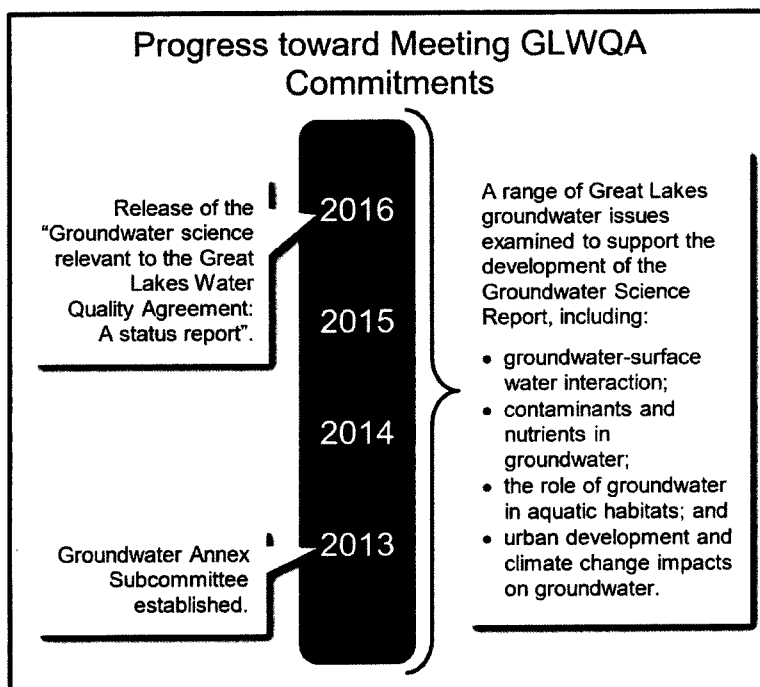 Progress toward Meeting GLWQA
Commitments
Release of the
“Groundwater science
relevant to the Great
Lakes Water
Quality Agreement:
A status report”.
2016
2015
2014
2013
Groundwater Annex
Subcommittee
established.
A range of Great Lakes
groundwater issues
examined to support the
development of the
Groundwater Science
Report, including:
• groundwater-surface
water interaction;
• contaminants and
nutrients in
groundwater;
• the role of groundwater
in aquatic habitats; and
• urban development and
climate change impacts
on groundwater.